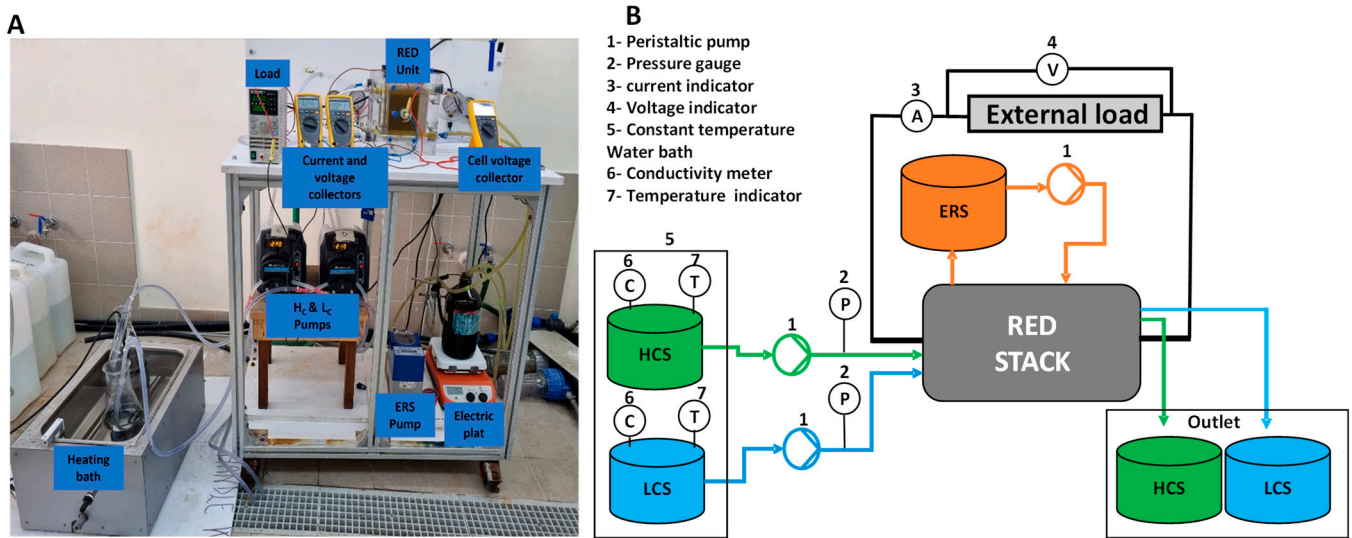 A
RED
Unit
Load
Current and
voltage
collectors
Cell voltage
collector
H_C & L_C
Pumps
ERS
Pump
Electric
plat
Heating
bath
B
1- Peristaltic pump
2- Pressure gauge
3- current indicator
4- Voltage indicator
5- Constant temperature
Water bath
6- Conductivity meter
7- Temperature indicator
4
V
3
A
External load
1
ERS
5
6
C
7
T
HCS
1
2
P
RED
STACK
6
C
7
T
LCS
1
2
P
Outlet
HCS
LCS